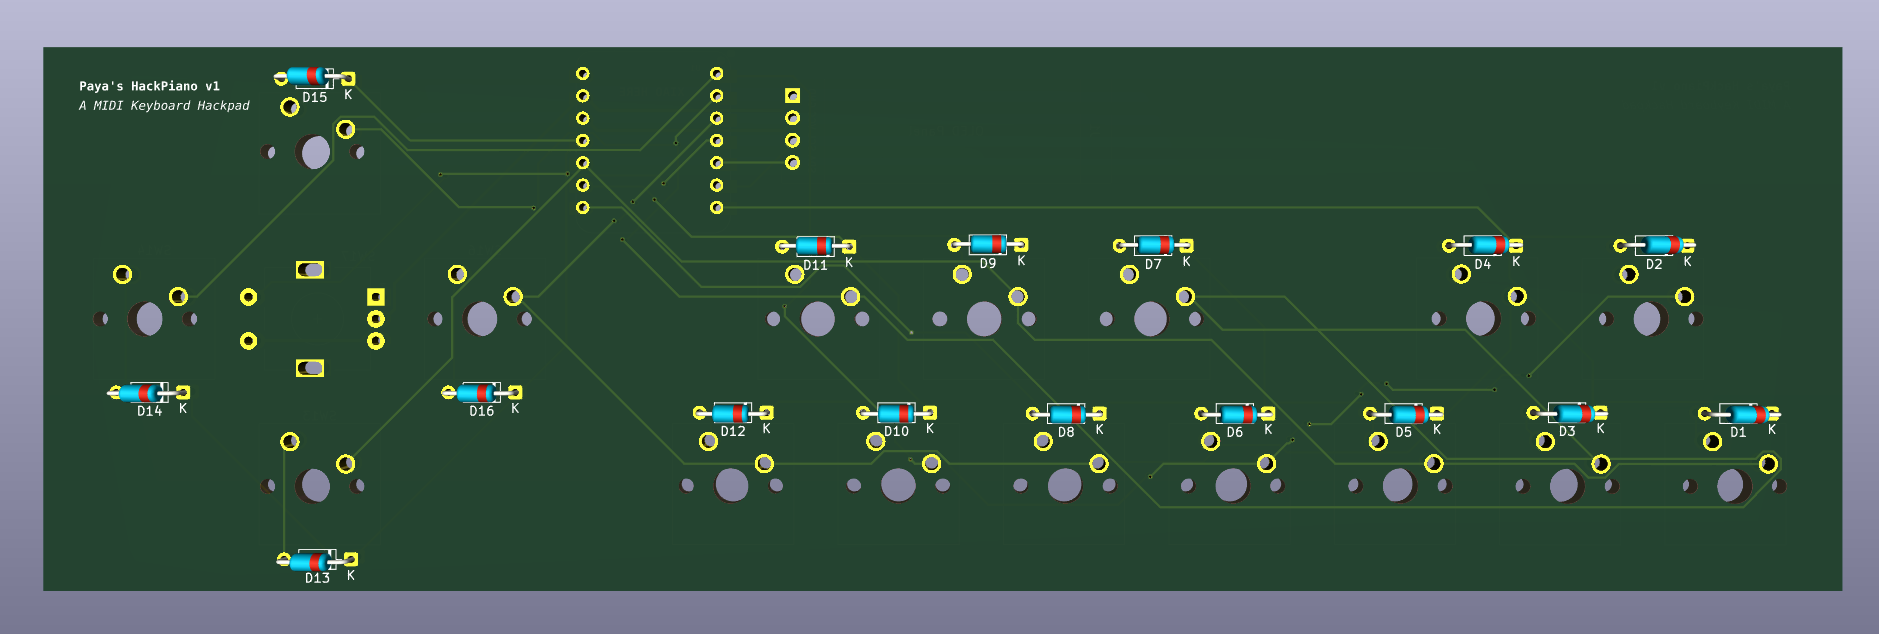 Paya's HackPiano v1
A MIDI Keyboard Hackpad
D15
K
D11
K
D9
K
D7
K
D4
K
D2
K
D14
K
D16
K
D12
K
D10
K
D8
K
D6
K
D5
K
D3
K
D1
K
D13
K